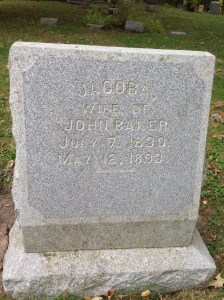 JACOBA
WIFE OF
JOHN BAKER
JULY 7, 1830.
MAY 12, 1893.